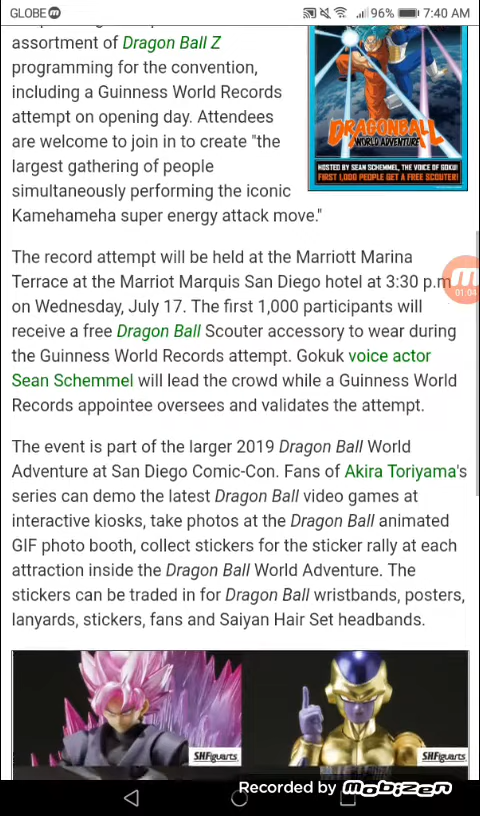 GLOBE m 96% 7:40 AM
assortment of Dragon Ball Z
programming for the convention,
including a Guinness World Records
attempt on opening day. Attendees
are welcome to join in to create "the
largest gathering of people
simultaneously performing the iconic
Kamehameha super energy attack move."
DRAGONBALL
WORLD ADVENTURE
HOSTED BY SEAN SCHEMMEL, THE VOICE OF GOKU!
FIRST 1,000 PEOPLE GET A FREE SCOUTER!
The record attempt will be held at the Marriott Marina
Terrace at the Marriot Marquis San Diego hotel at 3:30 p.m
on Wednesday, July 17. The first 1,000 participants will
receive a free Dragon Ball Scouter accessory to wear during
the Guinness World Records attempt. Gokuk voice actor
Sean Schemmel will lead the crowd while a Guinness World
Records appointee oversees and validates the attempt.
m
01:04
The event is part of the larger 2019 Dragon Ball World
Adventure at San Diego Comic-Con. Fans of Akira Toriyama's
series can demo the latest Dragon Ball video games at
interactive kiosks, take photos at the Dragon Ball animated
GIF photo booth, collect stickers for the sticker rally at each
attraction inside the Dragon Ball World Adventure. The
stickers can be traded in for Dragon Ball wristbands, posters,
lanyards, stickers, fans and Saiyan Hair Set headbands.
S.H.Figuarts
S.H.Figuarts
Recorded by mobizen